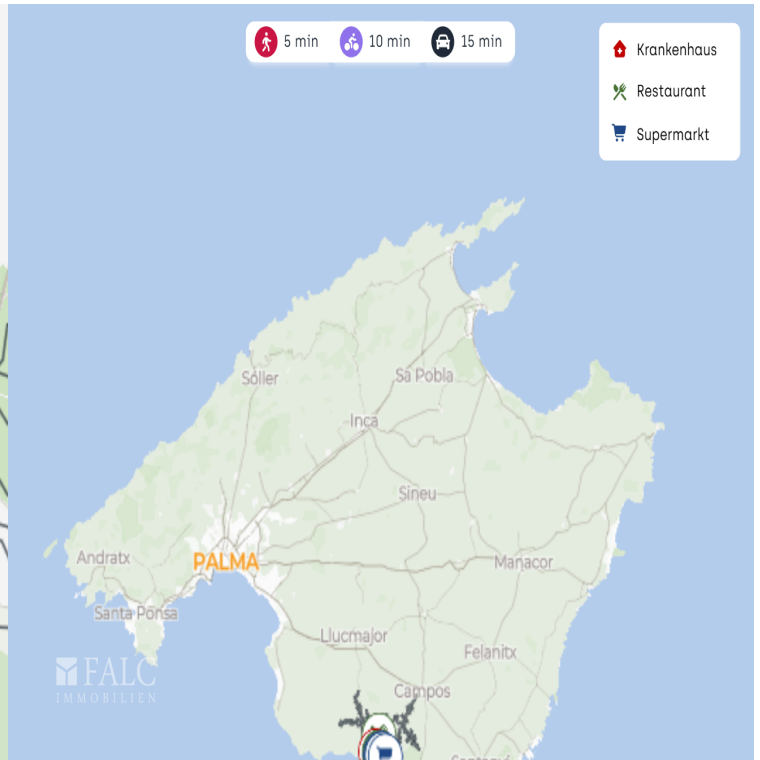 5 min
10 min
15 min
Krankenhaus
Restaurant
Supermarkt
Sóller
Sa Pobla
Inca
Sineu
Andratx
PALMA
Manacor
Santa Ponsa
Llucmajor
Felanitx
FALC
IMMOBILIEN
Campos